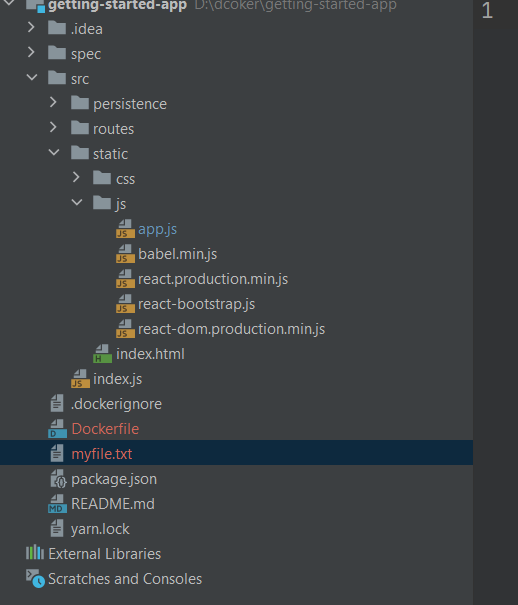 getting-started-app D:\dcoker\getting-started-app
1
.idea
spec
src
persistence
routes
static
css
js
app.js
babel.min.js
react.production.min.js
react-bootstrap.js
react-dom.production.min.js
index.html
index.js
.dockerignore
Dockerfile
myfile.txt
package.json
README.md
yarn.lock
External Libraries
Scratches and Consoles